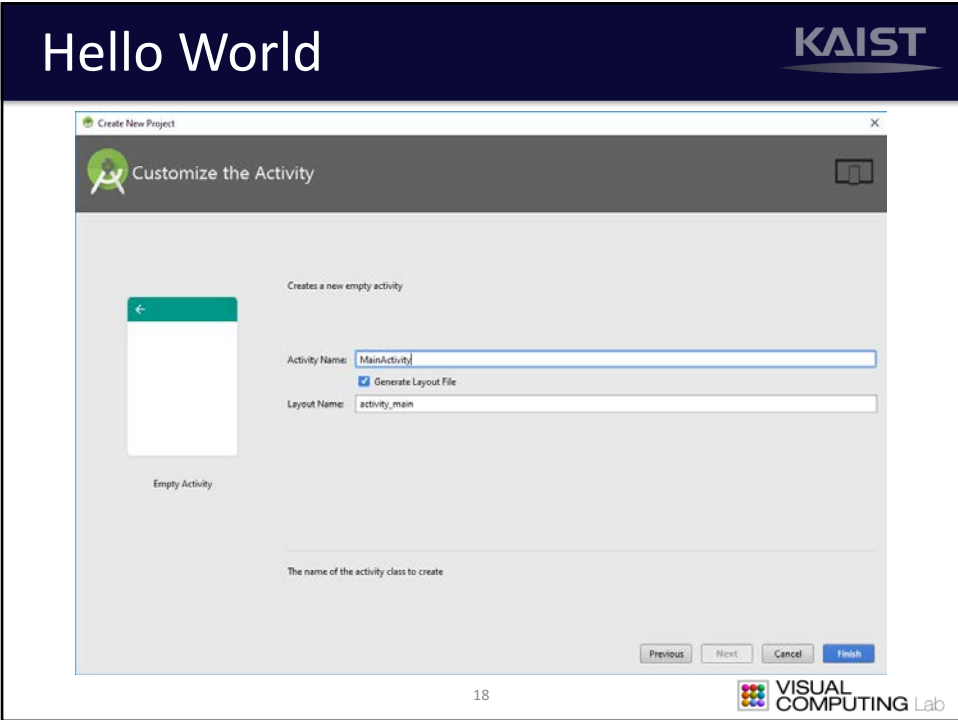 Hello World
KAIST
Create New Project
Customize the Activity
Creates a new empty activity
Activity Name: MainActivity
Generate Layout File
Layout Name: activity_main
Empty Activity
The name of the activity class to create
Previous Next Cancel Finish
18
VISUAL
COMPUTING Lab